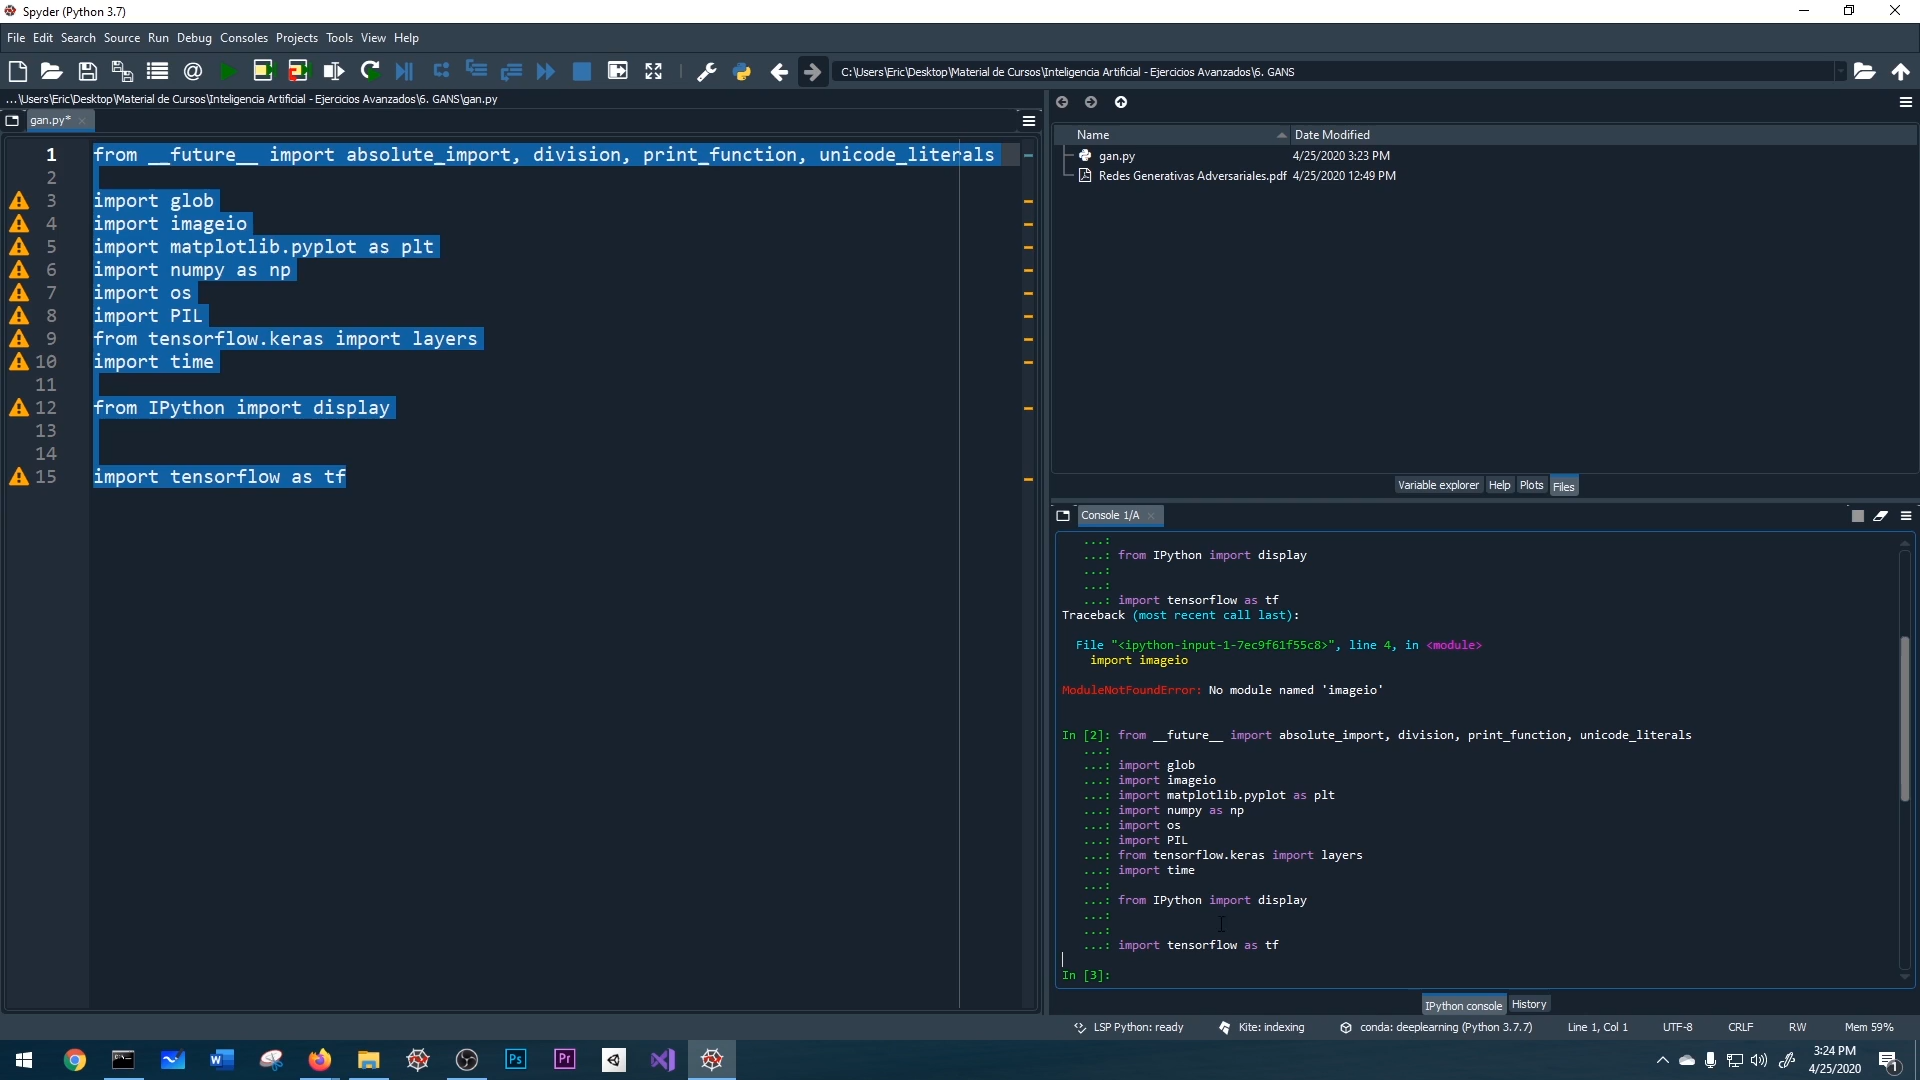 Spyder (Python 3.7)
File Edit Search Source Run Debug Consoles Projects Tools View Help
C:\Users\Eric\Desktop\Material de Cursos\Inteligencia Artificial - Ejercicios Avanzados\6. GANS
...\Users\Eric\Desktop\Material de Cursos\Inteligencia Artificial - Ejercicios Avanzados\6. GANS\gan.py
gan.py*
1 from __future__ import absolute_import, division, print_function, unicode_literals
2
3 import glob
4 import imageio
5 import matplotlib.pyplot as plt
6 import numpy as np
7 import os
8 import PIL
9 from tensorflow.keras import layers
10 import time
11
12 from IPython import display
13
14
15 import tensorflow as tf
Name Date Modified
gan.py 4/25/2020 3:23 PM
Redes Generativas Adversariales.pdf 4/25/2020 12:49 PM
Variable explorer Help Plots Files
Console 1/A
...:
...: from IPython import display
...:
...:
...: import tensorflow as tf
Traceback (most recent call last):
File "<ipython-input-1-7ec9f61f55c8>", line 4, in <module>
import imageio
ModuleNotFoundError: No module named 'imageio'
In [2]: from __future__ import absolute_import, division, print_function, unicode_literals
...:
...: import glob
...: import imageio
...: import matplotlib.pyplot as plt
...: import numpy as np
...: import os
...: import PIL
...: from tensorflow.keras import layers
...: import time
...:
...: from IPython import display
...:
...:
...: import tensorflow as tf
In [3]:
IPython console History
LSP Python: ready Kite: indexing conda: deeplearning (Python 3.7.7) Line 1, Col 1 UTF-8 CRLF RW Mem 59%
Ps Pr
3:24 PM
4/25/2020
1